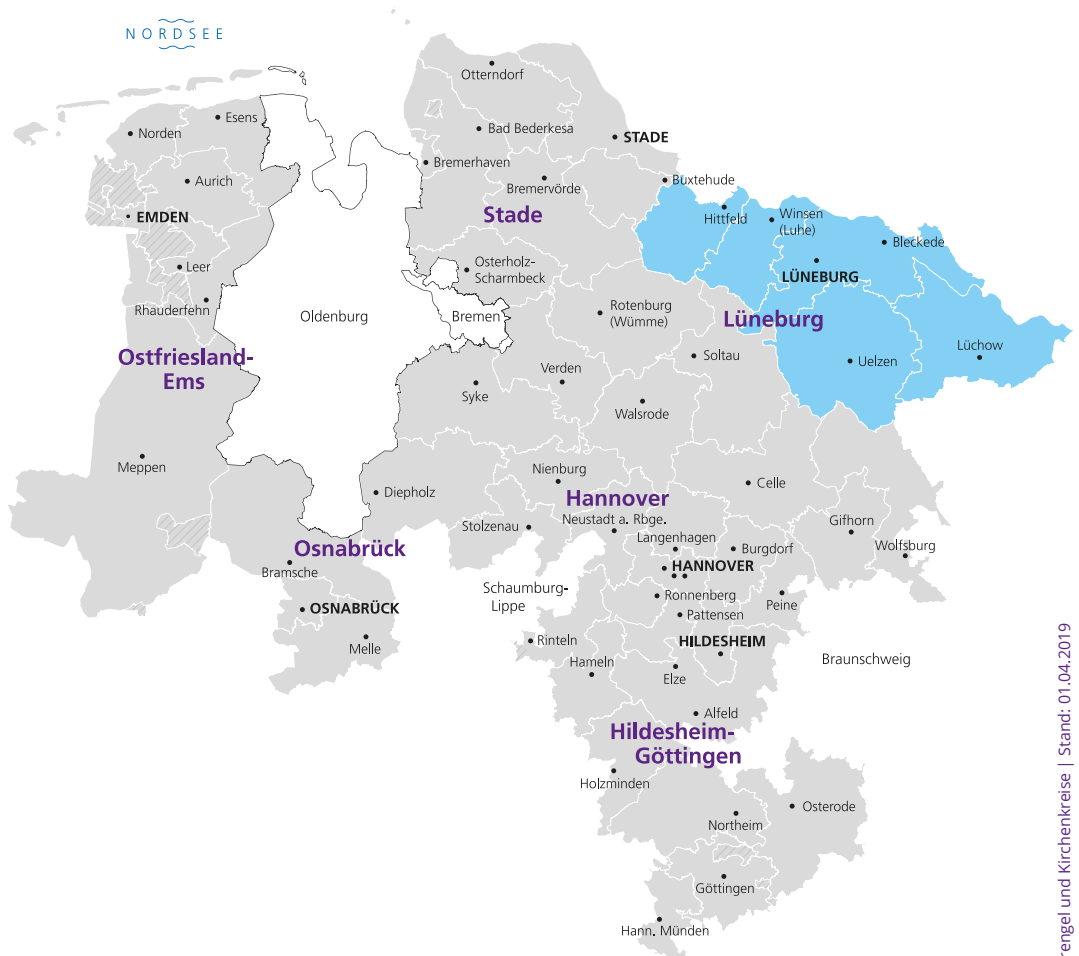 NORDSEE
Otterndorf
Esens
Norden
Bad Bederkesa
STADE
Bremerhaven
Aurich
Bremervörde
Buxtehude
EMDEN
Stade
Hittfeld
Winsen
(Luhe)
Bleckede
Leer
Osterholz-
Scharmbeck
LÜNEBURG
Rhauderfehn
Oldenburg
Bremen
Rotenburg
(Wümme)
Lüneburg
Ostfriesland-
Ems
Soltau
Uelzen
Lüchow
Syke
Verden
Walsrode
Meppen
Nienburg
Celle
Diepholz
Hannover
Stolzenau
Neustadt a. Rbge.
Gifhorn
Langenhagen
Burgdorf
Wolfsburg
Osnabrück
Bramsche
HANNOVER
Schaumburg-
Lippe
Ronnenberg
Peine
OSNABRÜCK
Pattensen
Melle
Rinteln
HILDESHEIM
Hameln
Elze
Braunschweig
Alfeld
Hildesheim-
Göttingen
Holzminden
Osterode
Northeim
Göttingen
Hann. Münden
rengel und Kirchenkreise | Stand: 01.04.2019